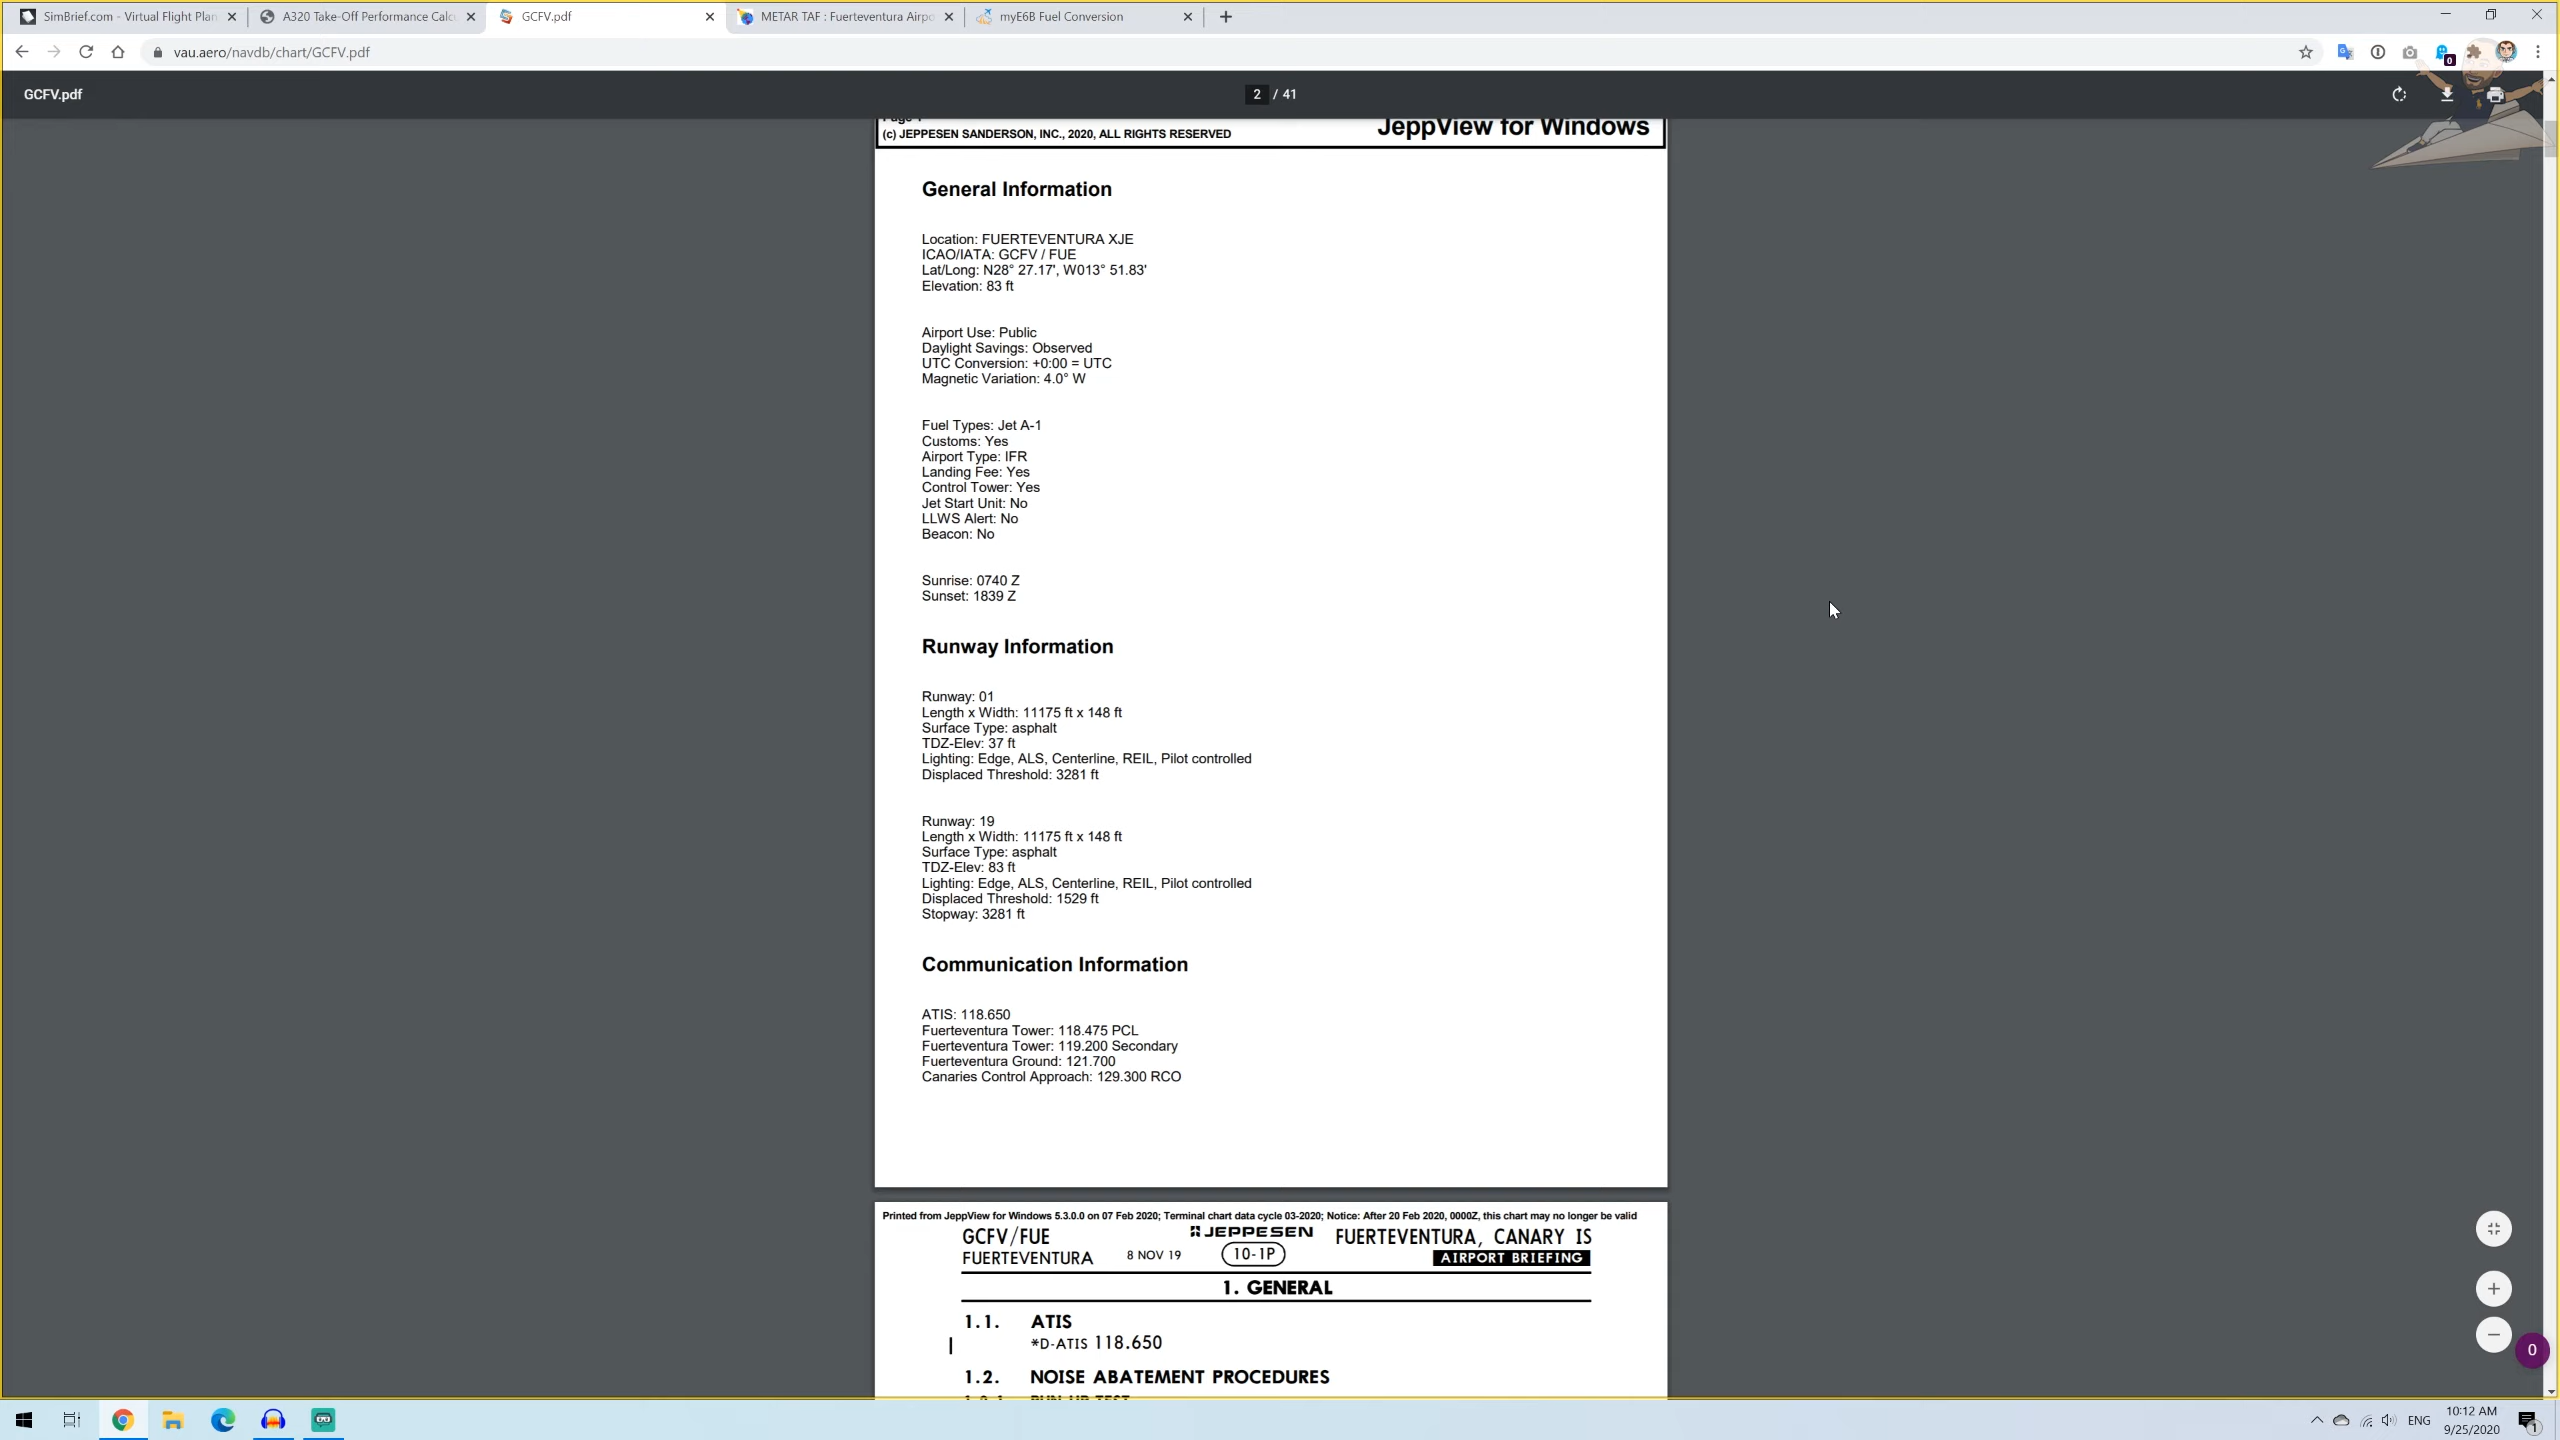 SimBrief.com - Virtual Flight Plan
A320 Take-Off Performance Calc
GCFV.pdf
METAR TAF : Fuerteventura Airpo
myE6B Fuel Conversion
vau.aero/navdb/chart/GCFV.pdf
0
GCFV.pdf
2 / 41
Page 1
(c) JEPPESEN SANDERSON, INC., 2020, ALL RIGHTS RESERVED
JeppView for Windows
General Information
Location: FUERTEVENTURA XJE
ICAO/IATA: GCFV / FUE
Lat/Long: N28° 27.17', W013° 51.83'
Elevation: 83 ft
Airport Use: Public
Daylight Savings: Observed
UTC Conversion: +0:00 = UTC
Magnetic Variation: 4.0° W
Fuel Types: Jet A-1
Customs: Yes
Airport Type: IFR
Landing Fee: Yes
Control Tower: Yes
Jet Start Unit: No
LLWS Alert: No
Beacon: No
Sunrise: 0740 Z
Sunset: 1839 Z
Runway Information
Runway: 01
Length x Width: 11175 ft x 148 ft
Surface Type: asphalt
TDZ-Elev: 37 ft
Lighting: Edge, ALS, Centerline, REIL, Pilot controlled
Displaced Threshold: 3281 ft
Runway: 19
Length x Width: 11175 ft x 148 ft
Surface Type: asphalt
TDZ-Elev: 83 ft
Lighting: Edge, ALS, Centerline, REIL, Pilot controlled
Displaced Threshold: 1529 ft
Stopway: 3281 ft
Communication Information
ATIS: 118.650
Fuerteventura Tower: 118.475 PCL
Fuerteventura Tower: 119.200 Secondary
Fuerteventura Ground: 121.700
Canaries Control Approach: 129.300 RCO
Printed from JeppView for Windows 5.3.0.0 on 07 Feb 2020; Terminal chart data cycle 03-2020; Notice: After 20 Feb 2020, 0000Z, this chart may no longer be valid
GCFV/FUE
JEPPESEN
FUERTEVENTURA, CANARY IS
FUERTEVENTURA
8 NOV 19
10-1P
AIRPORT BRIEFING
1. GENERAL
1.1. ATIS
*D-ATIS 118.650
1.2. NOISE ABATEMENT PROCEDURES
1.2.1. RUN-UP TEST
0
ENG
10:12 AM
9/25/2020
1